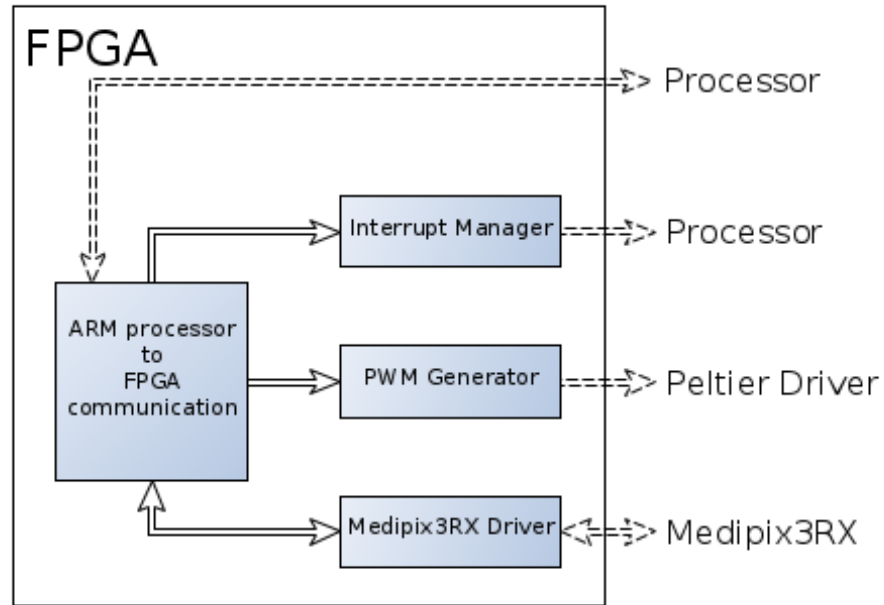 FPGA
Processor
Interrupt Manager
Processor
ARM processor
to
FPGA
communication
PWM Generator
Peltier Driver
Medipix3RX Driver
Medipix3RX